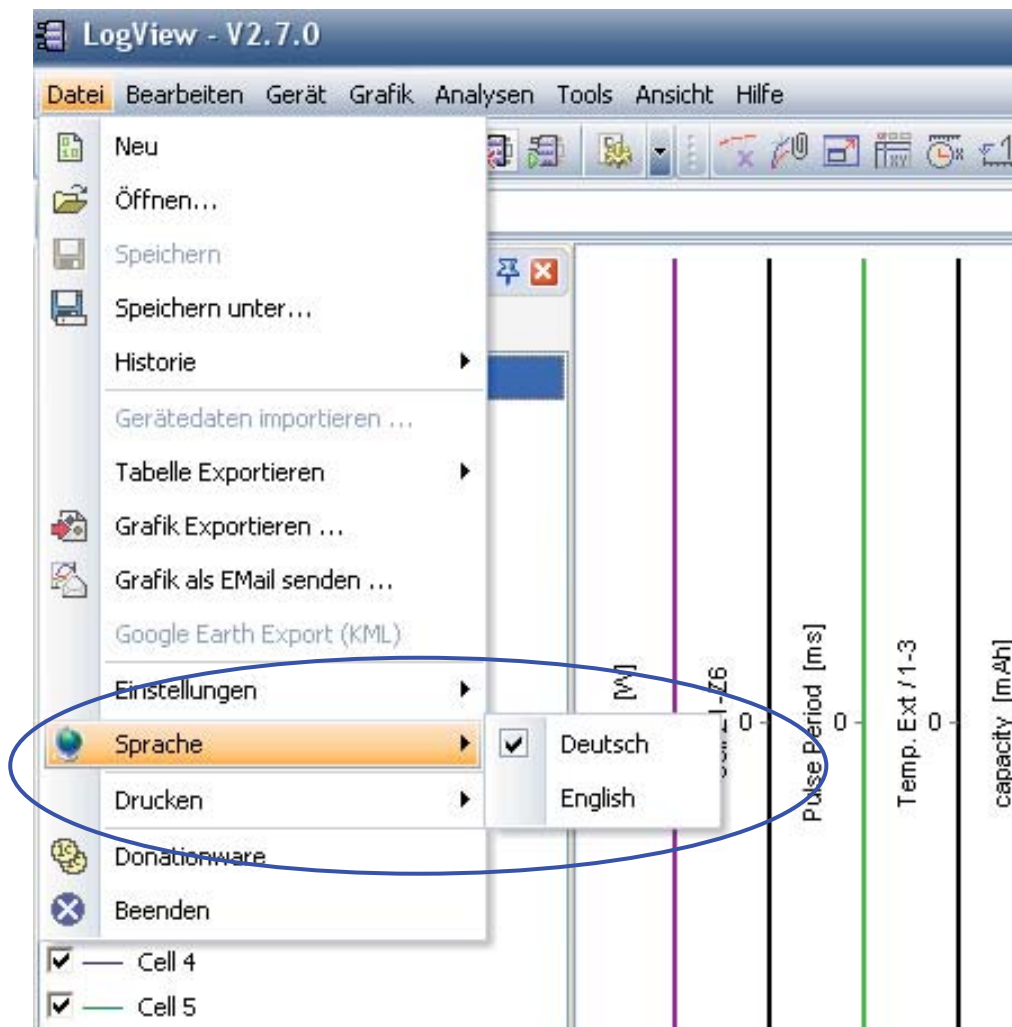 LogView - V2.7.0
Datei Bearbeiten Gerät Grafik Analysen Tools Ansicht Hilfe
Neu
Öffnen...
Speichern
Speichern unter...
Historie
Gerätedaten importieren ...
Tabelle Exportieren
Grafik Exportieren ...
Grafik als EMail senden ...
Google Earth Export (KML)
Einstellungen
Sprache
Deutsch
English
Drucken
Donationware
Beenden
Cell 4
Cell 5
[W]
0
Pulse Period [ms]
0
Temp. Ext / 1-3
0
capacity [mAh]